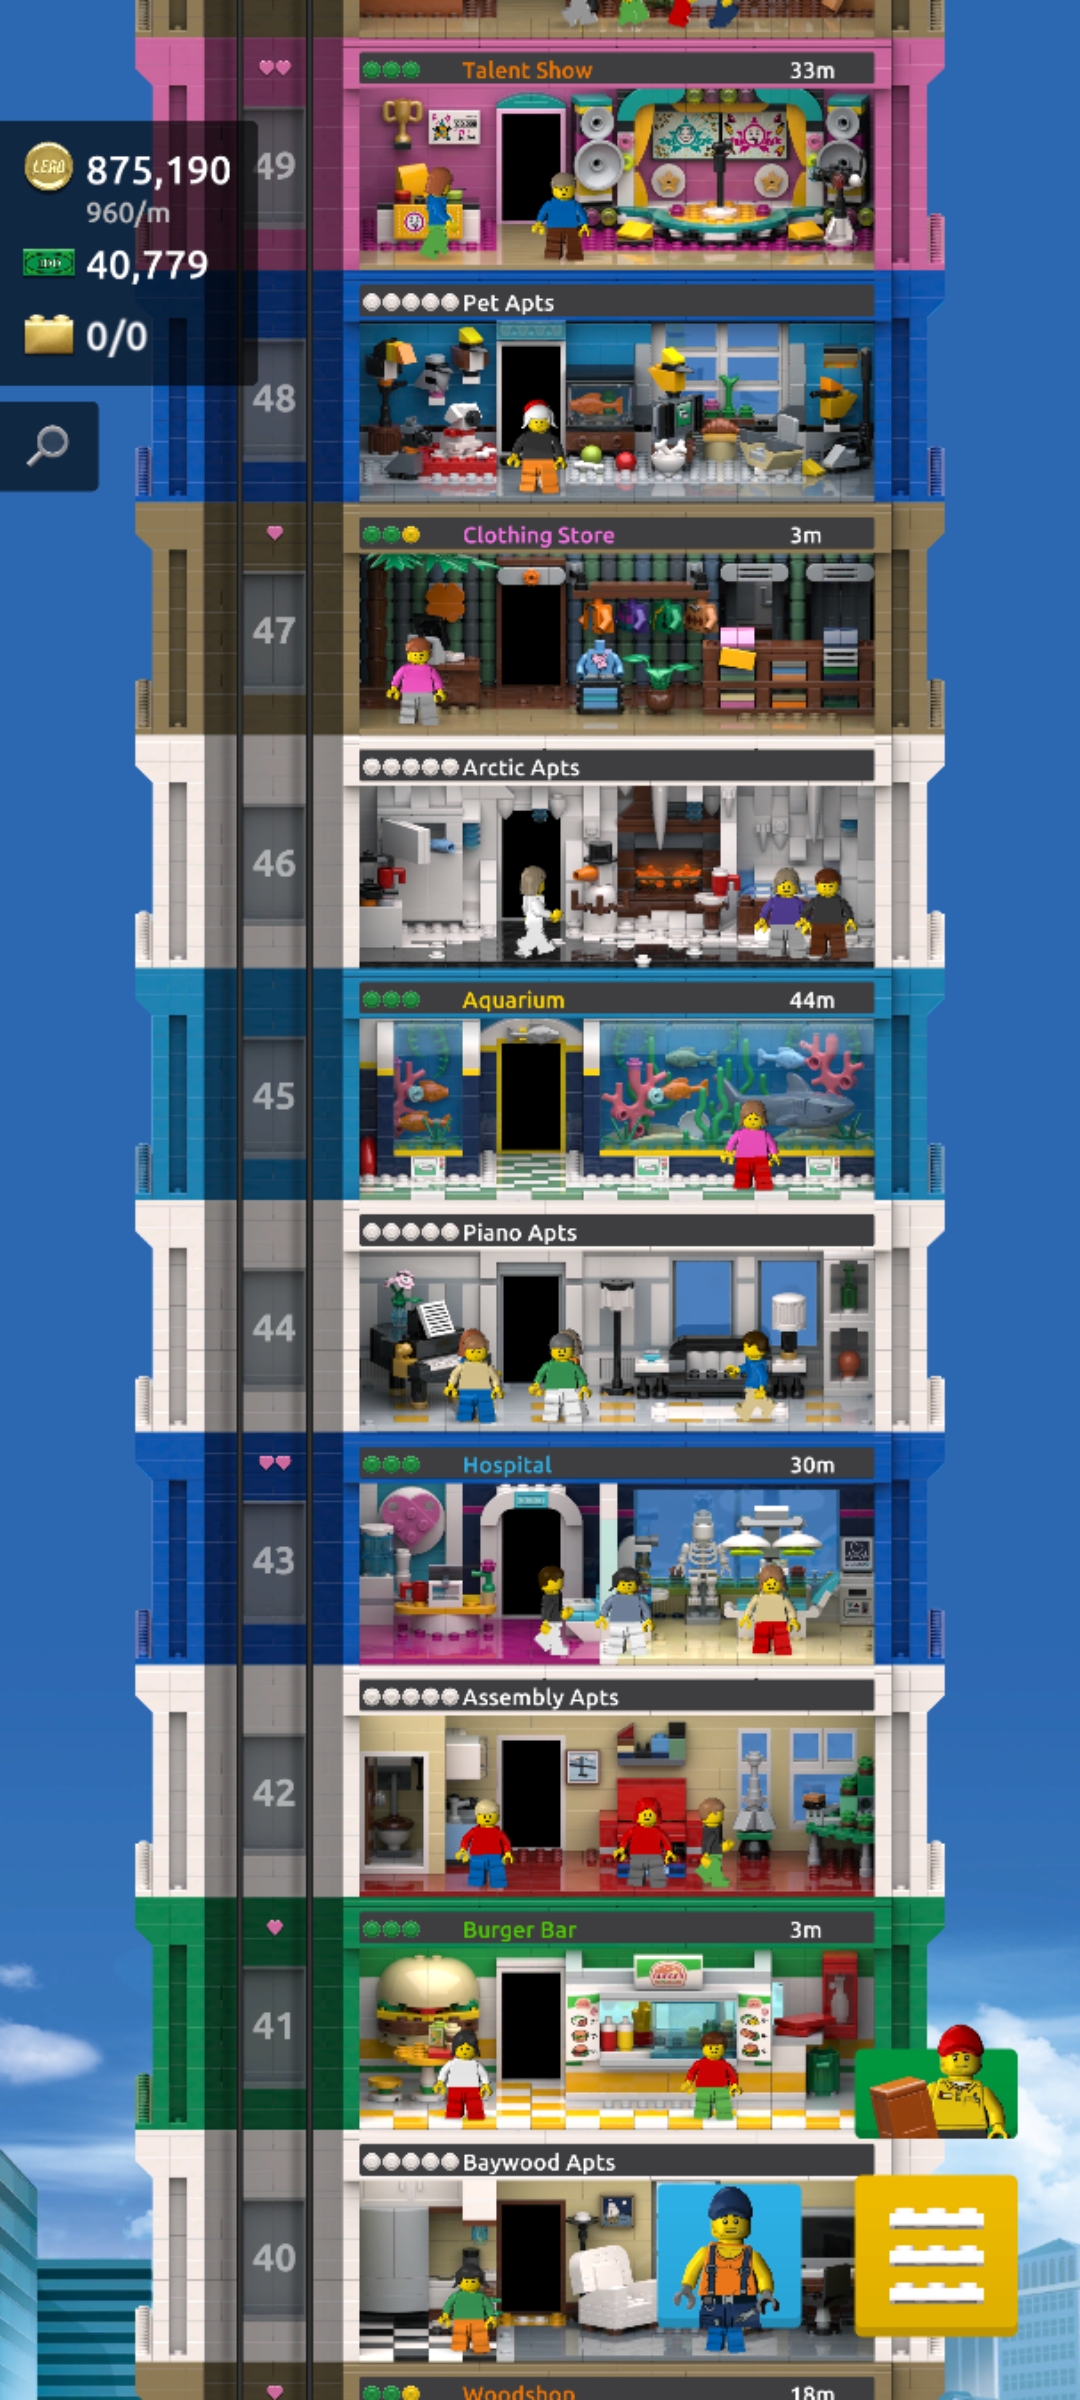 Talent Show 33m
49
LEGO 875,190
960/m
40,779
0/0
Pet Apts
48
Clothing Store 3m
47
Arctic Apts
46
Aquarium 44m
45
Piano Apts
44
Hospital 30m
43
Assembly Apts
42
Burger Bar 3m
41
Baywood Apts
40
Woodshop 18m